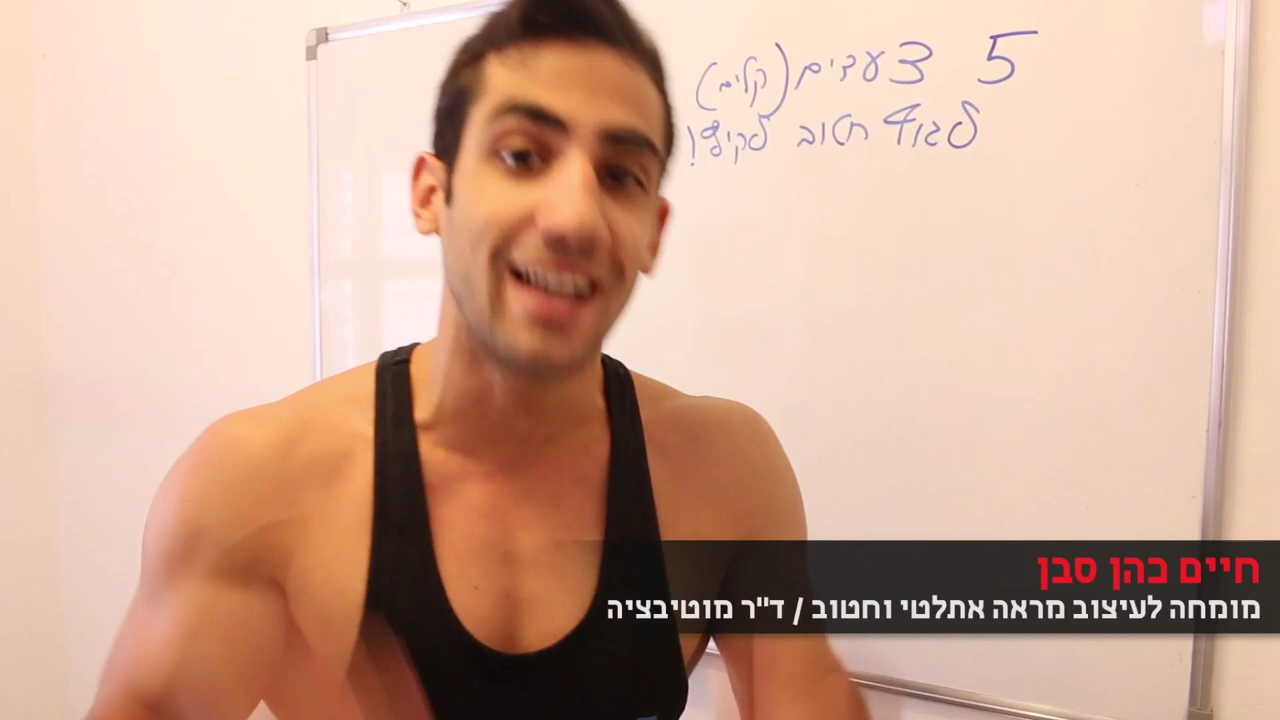 5 צעדים (קלים)
לגוף חטוב לקיץ!
חיים כהן סבן
מומחה לעיצוב מראה אתלטי וחטוב / ד"ר מוטיבציה